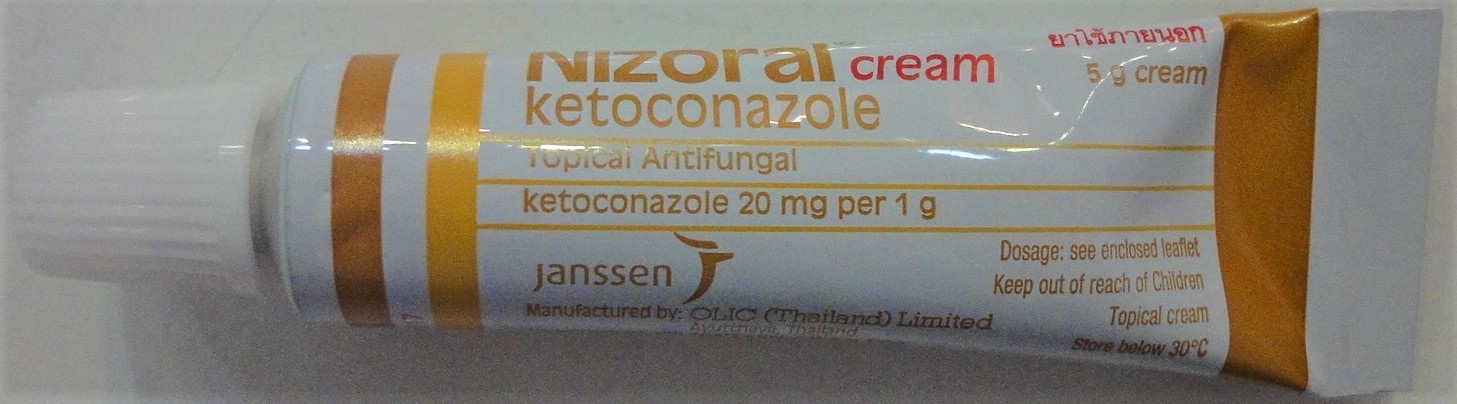 Nizoral® cream
ketoconazole
Topical Antifungal
ketoconazole 20 mg per 1 g
janssen
Manufactured by: OLIC (Thailand) Limited
Ayutthaya, Thailand
ยาใช้ภายนอก
5 g cream
Dosage: see enclosed leaflet
Keep out of reach of Children
Topical cream
Store below 30°C